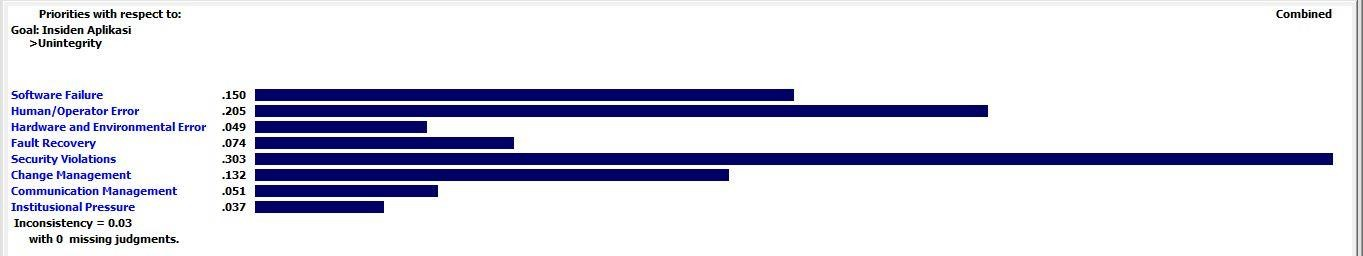 Priorities with respect to:
Combined
Goal: Insiden Aplikasi
>Unintegrity
Software Failure .150
Human/Operator Error .205
Hardware and Environmental Error .049
Fault Recovery .074
Security Violations .303
Change Management .132
Communication Management .051
Institutional Pressure .037
Inconsistency = 0.03
with 0 missing judgments.